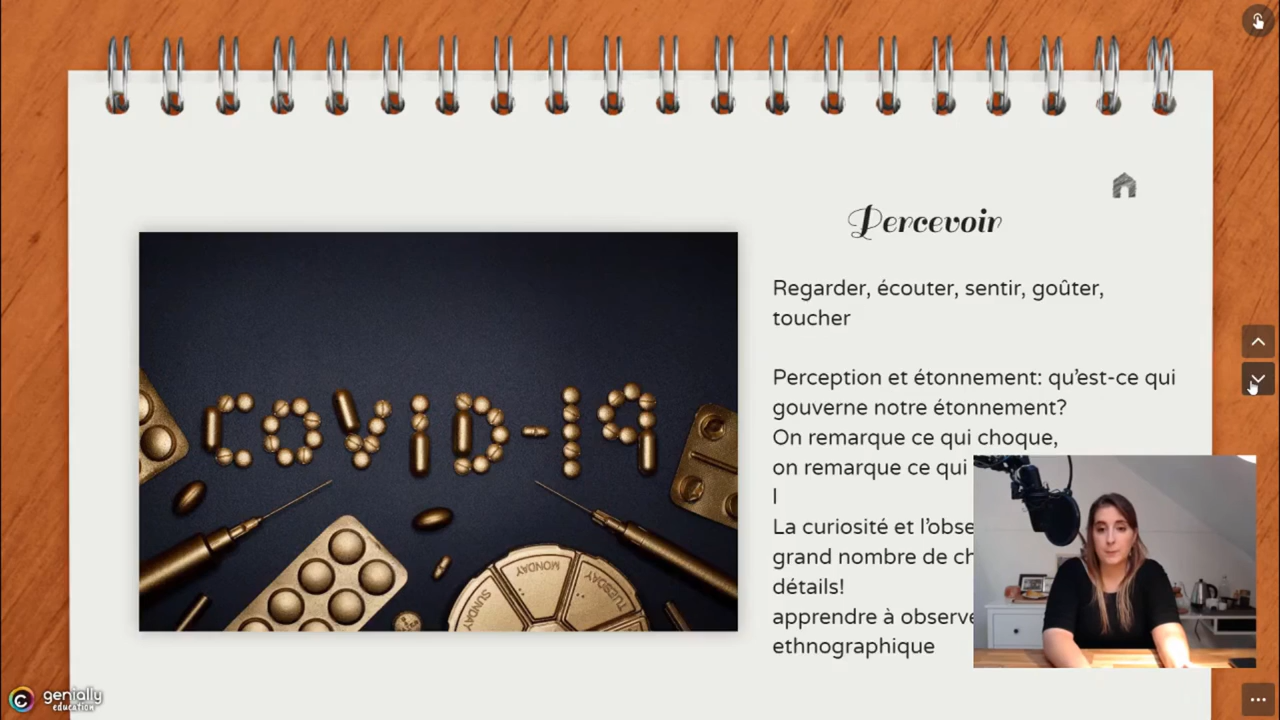 Percevoir
Regarder, écouter, sentir, goûter,
toucher
Perception et étonnement: qu’est-ce qui
gouverne notre étonnement?
On remarque ce qui choque,
on remarque ce qui
l
La curiosité et l’obse
grand nombre de ch
détails!
apprendre à observe
ethnographique
COVID-19
SUNDAY
MONDAY
TUESDAY
genially
education